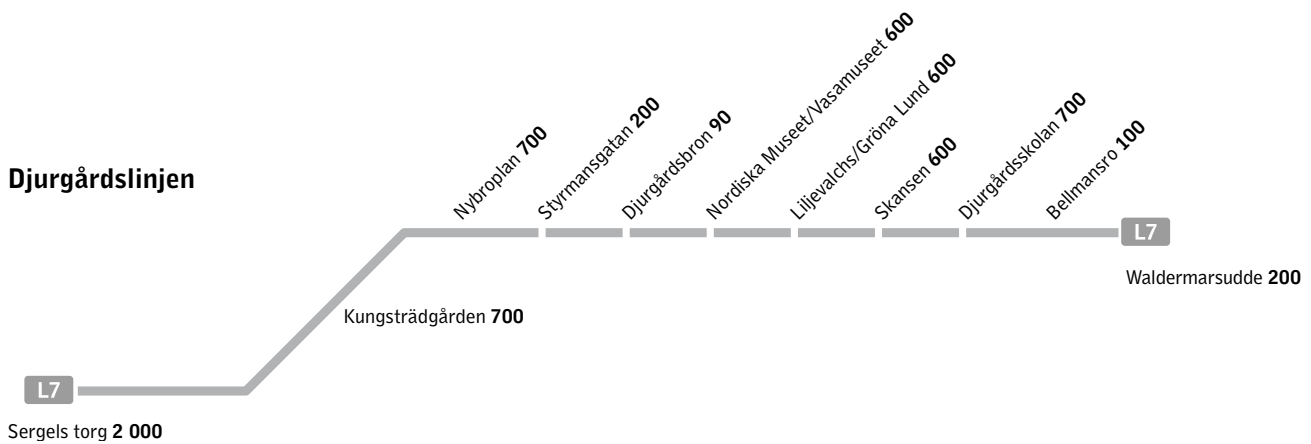 Djurgårdslinjen
Nybroplan 700
Styrmansgatan 200
Djurgårdsbron 90
Nordiska Museet/Vasamuseet 600
Liljevalchs/Gröna Lund 600
Skansen 600
Djurgårdsskolan 700
Bellmansro 100
L7
Waldermarsudde 200
Kungsträdgården 700
L7
Sergels torg 2 000